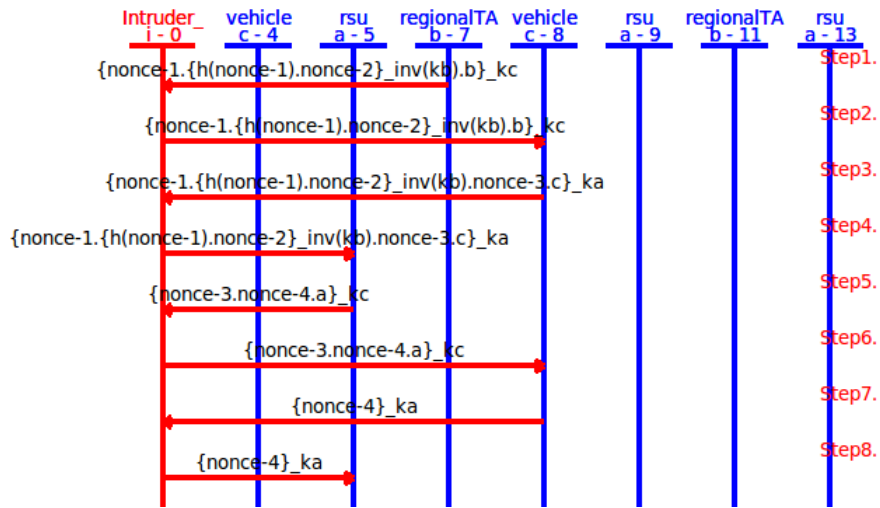 Intruder_ vehicle rsu regionalTA vehicle rsu regionalTA rsu
i - 0 c - 4 a - 5 b - 7 c - 8 a - 9 b - 11 a - 13
Step1.
{nonce-1.{h(nonce-1).nonce-2}_inv(kb).b}_kc
Step2.
{nonce-1.{h(nonce-1).nonce-2}_inv(kb).b}_kc
Step3.
{nonce-1.{h(nonce-1).nonce-2}_inv(kb).nonce-3.c}_ka
Step4.
{nonce-1.{h(nonce-1).nonce-2}_inv(kb).nonce-3.c}_ka
Step5.
{nonce-3.nonce-4.a}_kc
Step6.
{nonce-3.nonce-4.a}_kc
Step7.
{nonce-4}_ka
Step8.
{nonce-4}_ka